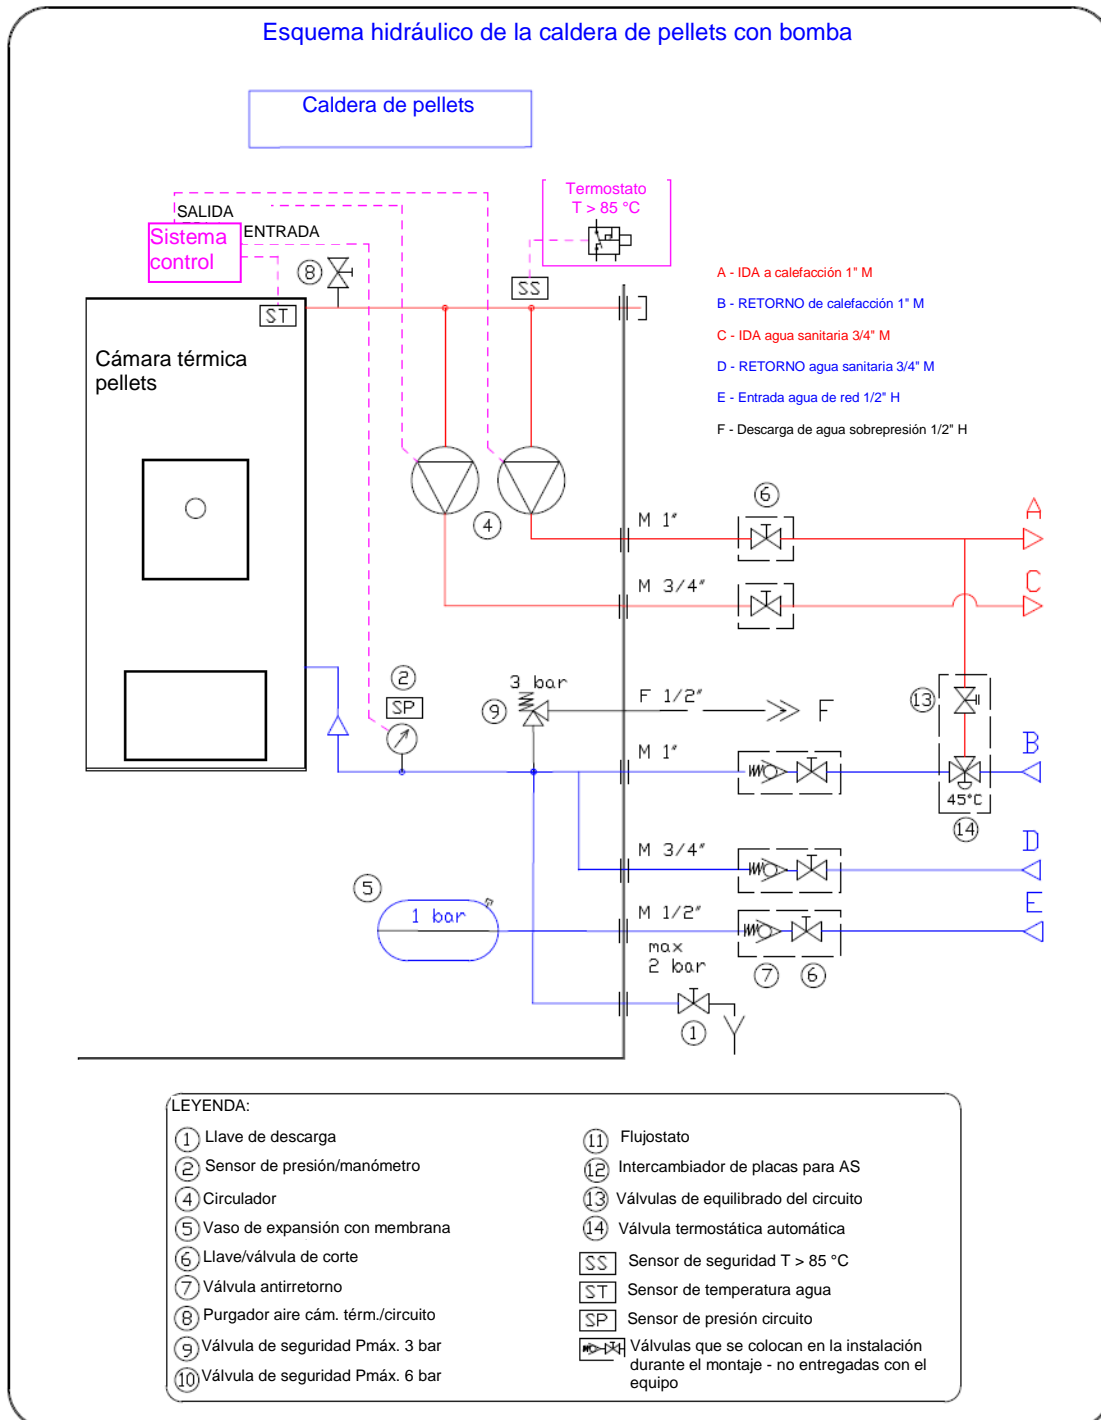 Esquema hidráulico de la caldera de pellets con bomba
Caldera de pellets
Termostato
T > 85 °C
SALIDA
ENTRADA
Sistema
control
8
SS
ST
Cámara térmica
pellets
A - IDA a calefacción 1" M
B - RETORNO de calefacción 1" M
C - IDA agua sanitaria 3/4" M
D - RETORNO agua sanitaria 3/4" M
E - Entrada agua de red 1/2" H
F - Descarga de agua sobrepresión 1/2" H
4
M 1"
6
A
M 3/4"
C
2
SP
3 bar
9
F 1/2"
F
13
M 1"
B
45°C
14
M 3/4"
D
5
1 bar
M 1/2"
E
max
2 bar
7
6
1
LEYENDA:
1 Llave de descarga
2 Sensor de presión/manómetro
4 Circulador
5 Vaso de expansión con membrana
6 Llave/válvula de corte
7 Válvula antirretorno
8 Purgador aire cám. térm./circuito
9 Válvula de seguridad Pmáx. 3 bar
10 Válvula de seguridad Pmáx. 6 bar
11 Flujostato
12 Intercambiador de placas para AS
13 Válvulas de equilibrado del circuito
14 Válvula termostática automática
SS Sensor de seguridad T > 85 °C
ST Sensor de temperatura agua
SP Sensor de presión circuito
Válvulas que se colocan en la instalación
durante el montaje - no entregadas con el
equipo